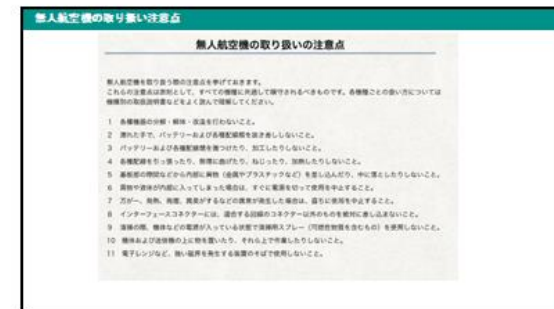 無人航空機の取り扱い注意点
無人航空機の取り扱いの注意点
無人航空機を取り扱う際の注意点を挙げておきます。
これらの注意点は原則として、すべての機種に共通して順守されるべきものです。各機種ごとの扱い方については
機種別の取扱説明書などをよく読んで理解してください。
1 各種機器の分解・解体・改造を行わないこと。
2 濡れた手で、バッテリーおよび各種配線類を抜き差ししないこと。
3 バッテリーおよび各種配線類を傷つけたり、加工したりしないこと。
4 各種配線を引っ張ったり、無理に曲げたり、ねじったり、加熱したりしないこと。
5 基板部の隙間などから内部に異物（金属やプラスチックなど）を差し込んだり、中に落としたりしないこと。
6 異物や液体が内部に入ってしまった場合は、すぐに電源を切って使用を中止すること。
7 万が一、発熱、発煙、異臭がするなどの異常が発生した場合は、直ちに使用を中止すること。
8 インターフェースコネクターには、適合する回線のコネクター以外のものを絶対に差し込まないこと。
9 清掃の際、機体などの電源が入っている状態で清掃用スプレー（可燃性物質を含むもの）を使用しないこと。
10 機体および送信機の上に物を置いたり、それら上で作業したりしないこと。
11 電子レンジなど、強い磁界を発生する装置のそばで使用しないこと。